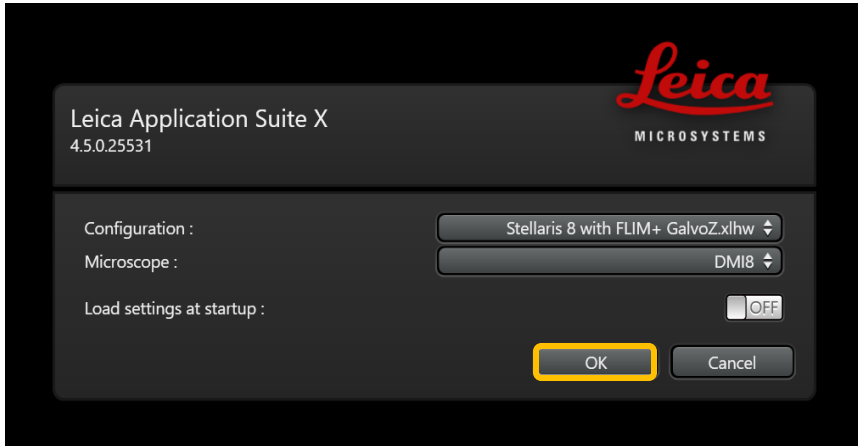 Leica
MICROSYSTEMS
Leica Application Suite X
4.5.0.25531
Configuration : Stellaris 8 with FLIM+ GalvoZ.xlhw
Microscope : DMI8
Load settings at startup : OFF
OK Cancel